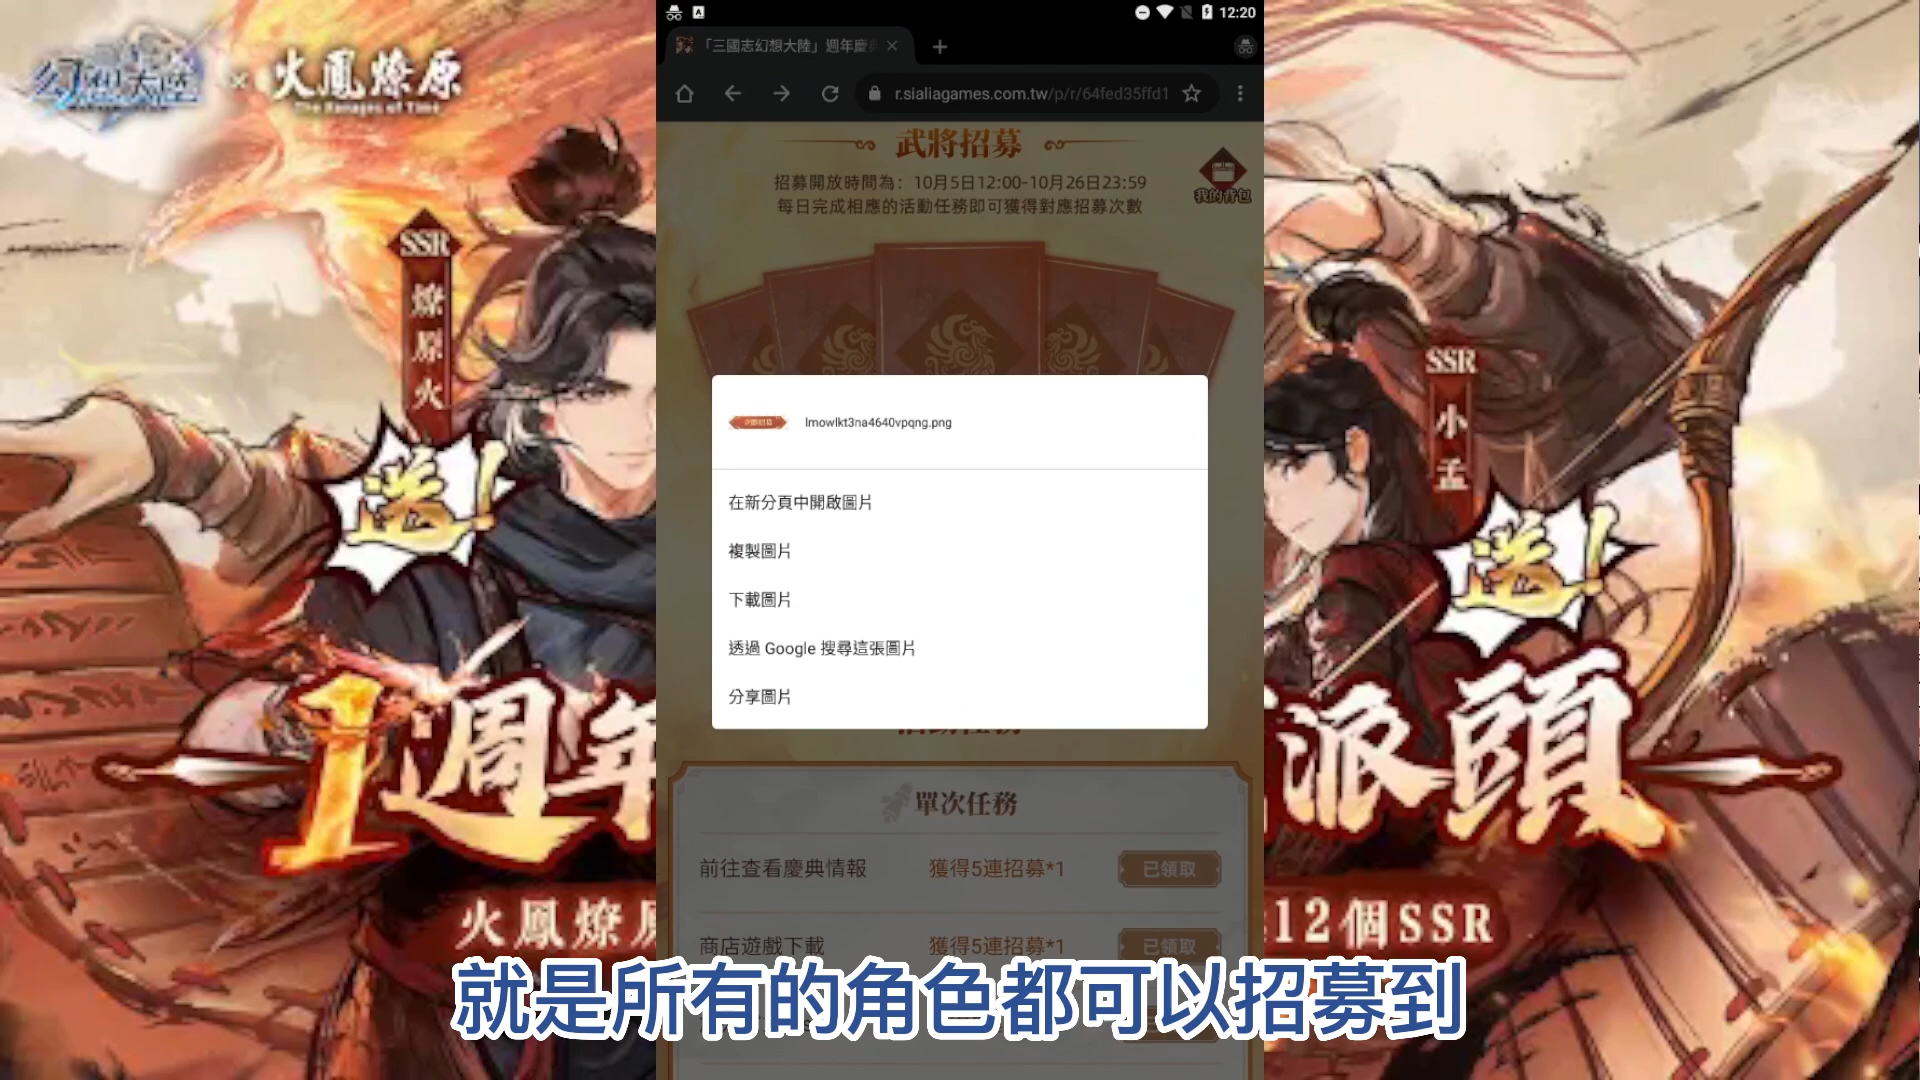 幻想大陸 × 火鳳燎原
The Ravages of Time
SSR
燎原火
送!
1週年
火鳳燎原
12:20
「三國志幻想大陸」週年慶
r.sialiagames.com.tw/p/r/64fed35ffd1
武將招募
招募開放時間為：10月5日12:00-10月26日23:59
每日完成相應的活動任務即可獲得對應招募次數
我的背包
lmowlkt3na4640vpqng.png
在新分頁中開啟圖片
複製圖片
下載圖片
透過 Google 搜尋這張圖片
分享圖片
活動任務
單次任務
前往查看慶典情報 獲得5連招募*1 已領取
商店遊戲下載 獲得5連招募*1 已領取
SSR
小孟
送!
派頭
12個SSR
就是所有的角色都可以招募到